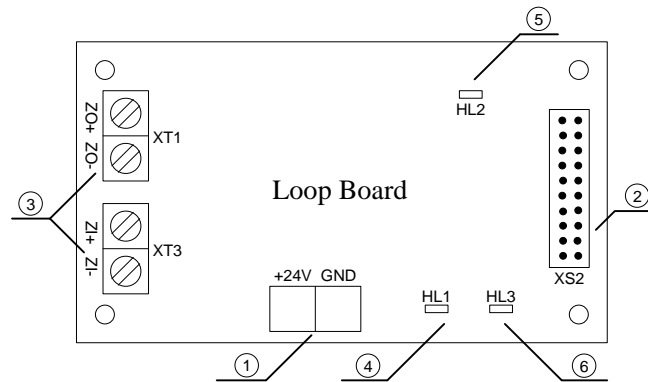 5
HL2
ZO+
ZO-
XT1
Loop Board
3
ZI+
ZI-
XT3
2
+24V GND
XS2
HL1
HL3
1
4
6